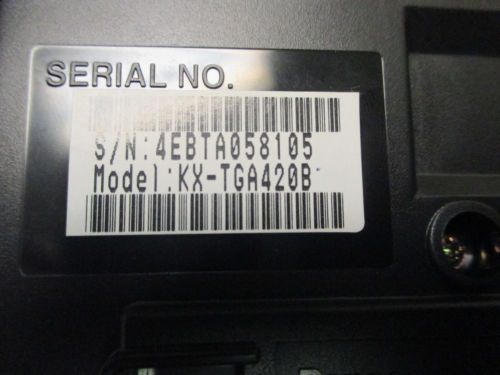 SERIAL NO.
S/N:4EBTA058105
Model:KX-TGA420B